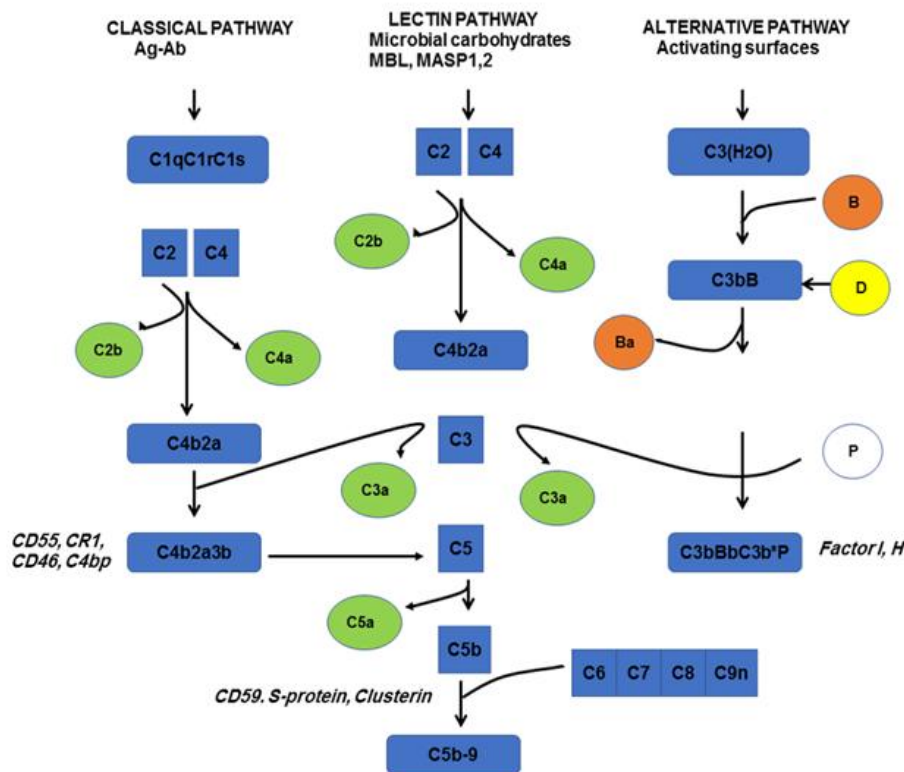 CLASSICAL PATHWAY
Ag-Ab
LECTIN PATHWAY
Microbial carbohydrates
MBL, MASP1,2
ALTERNATIVE PATHWAY
Activating surfaces
C1qC1rC1s
C2 C4
C3(H2O)
B
C2 C4
C2b
C4a
C3bB
D
C2b
C4a
C4b2a
Ba
C4b2a
C3
P
C3a
C3a
CD55, CR1,
CD46, C4bp
C4b2a3b
C5
C3bBbC3b*P
Factor I, H
C5a
C5b
C6 C7 C8 C9n
CD59. S-protein, Clusterin
C5b-9